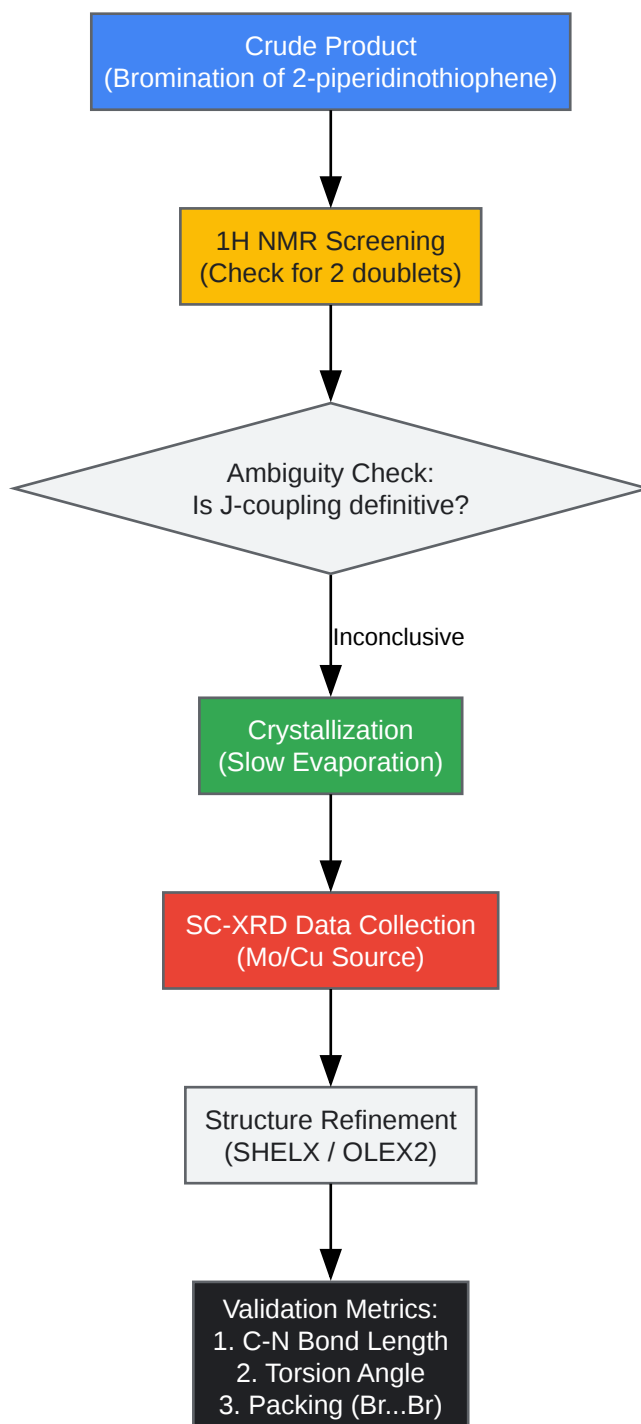 Crude Product
(Bromination of 2-piperidinothiophene)
1H NMR Screening
(Check for 2 doublets)
Ambiguity Check:
Is J-coupling definitive?
Inconclusive
Crystallization
(Slow Evaporation)
SC-XRD Data Collection
(Mo/Cu Source)
Structure Refinement
(SHELX / OLEX2)
Validation Metrics:
1. C-N Bond Length
2. Torsion Angle
3. Packing (Br...Br)